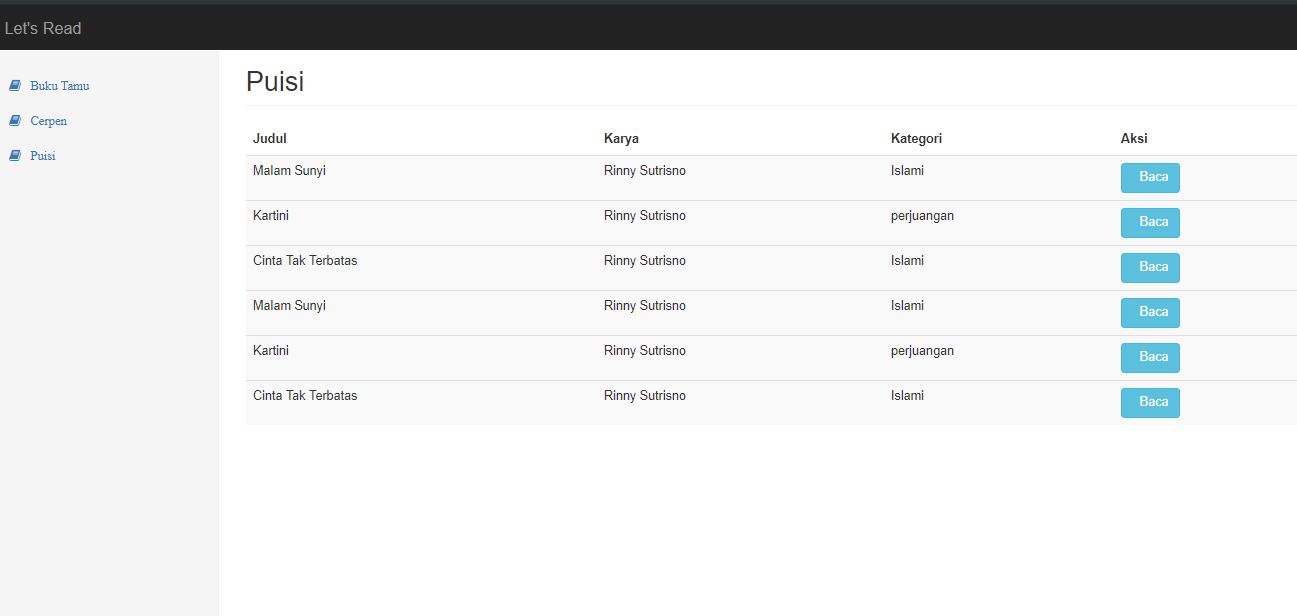 Let's Read
Buku Tamu
Cerpen
Puisi
Puisi
Judul Karya Kategori Aksi
Malam Sunyi Rinny Sutrisno Islami Baca
Kartini Rinny Sutrisno perjuangan Baca
Cinta Tak Terbatas Rinny Sutrisno Islami Baca
Malam Sunyi Rinny Sutrisno Islami Baca
Kartini Rinny Sutrisno perjuangan Baca
Cinta Tak Terbatas Rinny Sutrisno Islami Baca